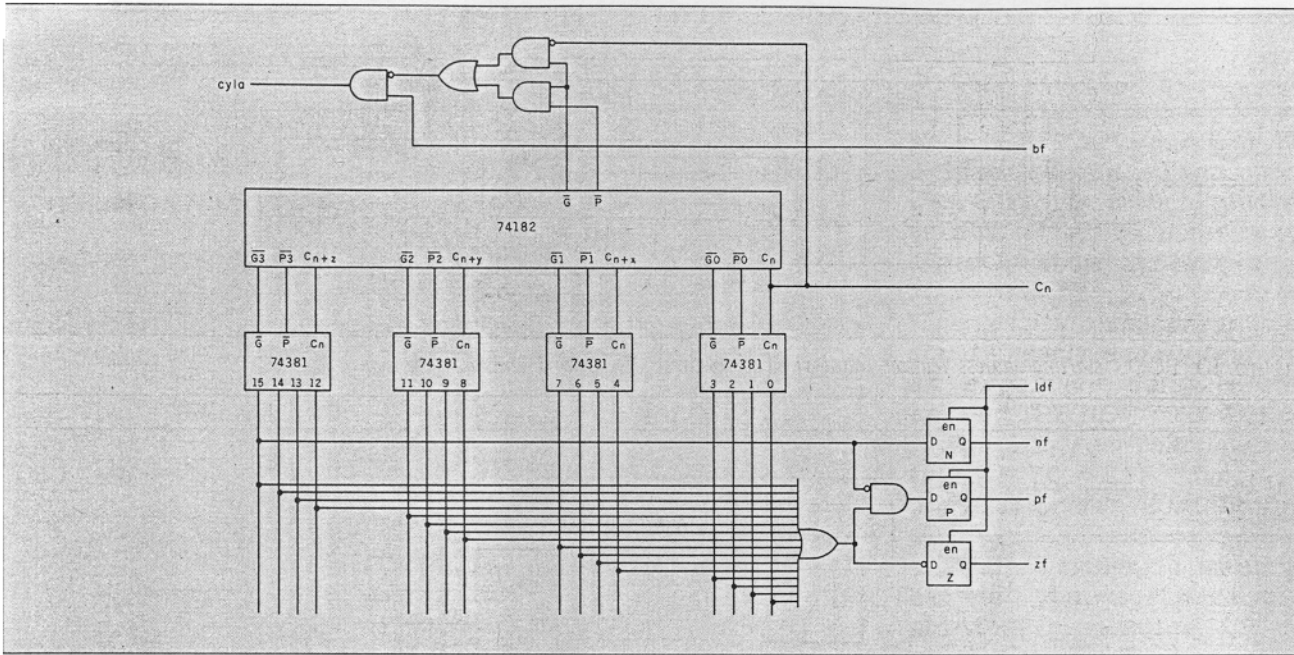 cyla
bf
G̅ P̅
74182
G̅3̅ P̅3̅ Cn+z G̅2̅ P̅2̅ Cn+y G̅1̅ P̅1̅ Cn+x G̅0̅ P̅0̅ Cn
Cn
G̅ P̅ Cn G̅ P̅ Cn G̅ P̅ Cn G̅ P̅ Cn
74381 74381 74381 74381
15 14 13 12 11 10 9 8 7 6 5 4 3 2 1 0
ldf
en
D Q nf
N
en
D Q pf
P
en
D Q zf
Z